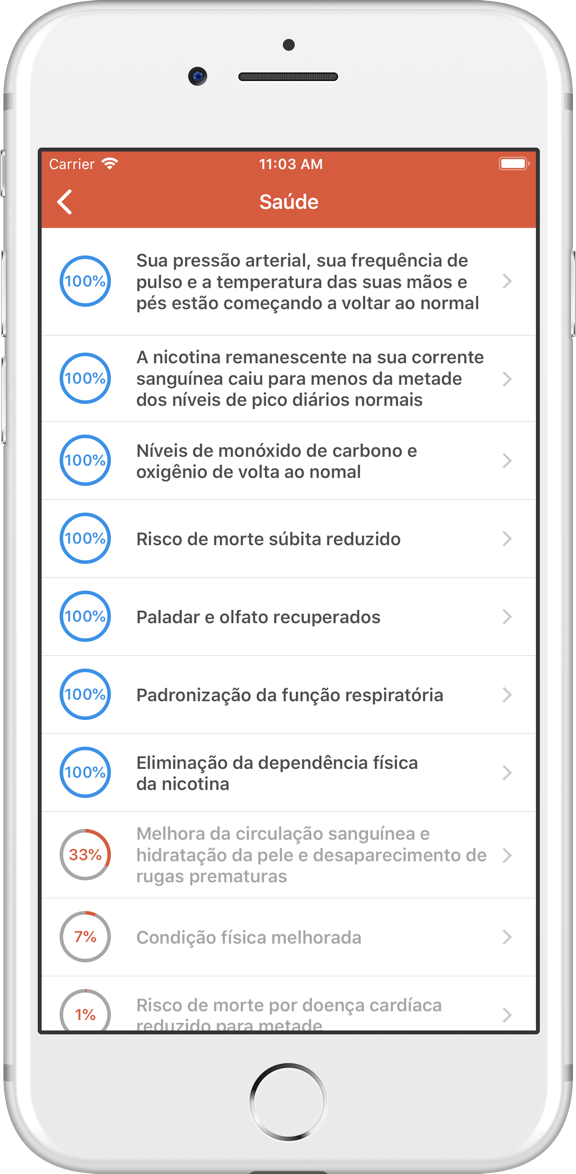 Carrier 11:03 AM
Saúde
100%
Sua pressão arterial, sua frequência de
pulso e a temperatura das suas mãos e
pés estão começando a voltar ao normal
100%
A nicotina remanescente na sua corrente
sanguínea caiu para menos da metade
dos níveis de pico diários normais
100%
Níveis de monóxido de carbono e
oxigênio de volta ao nomal
100%
Risco de morte súbita reduzido
100%
Paladar e olfato recuperados
100%
Padronização da função respiratória
100%
Eliminação da dependência física
da nicotina
33%
Melhora da circulação sanguínea e
hidratação da pele e desaparecimento de
rugas prematuras
7%
Condição física melhorada
1%
Risco de morte por doença cardíaca
reduzido para metade